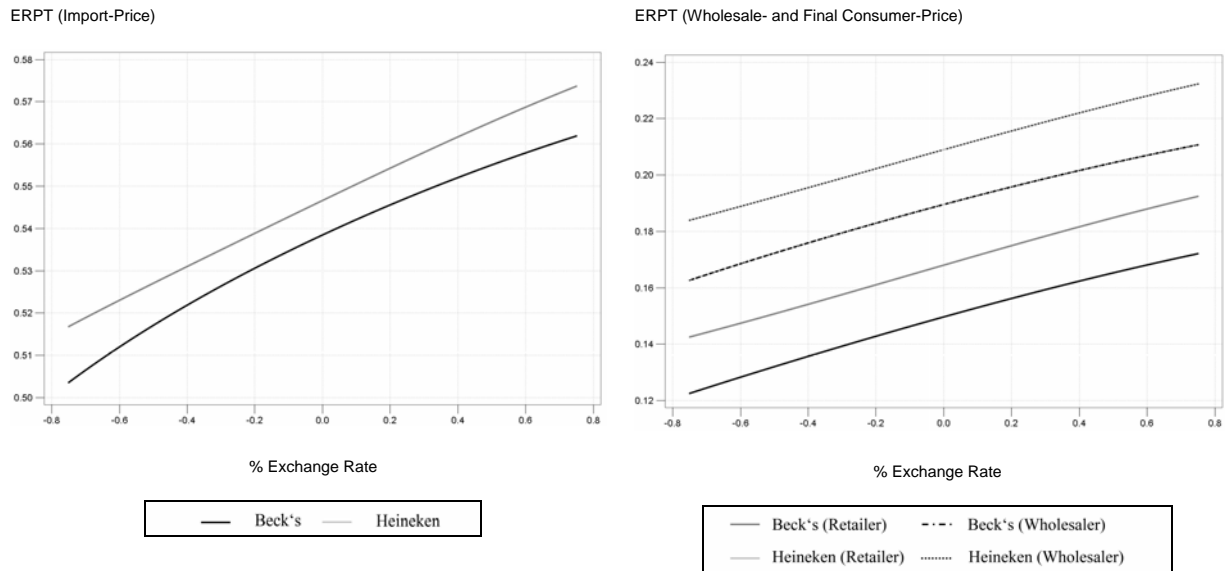 ERPT (Import-Price)
0.58
0.57
0.56
0.55
0.54
0.53
0.52
0.51
0.50
-0.8 -0.6 -0.4 -0.2 0.0 0.2 0.4 0.6 0.8
% Exchange Rate
Beck‘s Heineken
ERPT (Wholesale- and Final Consumer-Price)
0.24
0.22
0.20
0.18
0.16
0.14
0.12
-0.8 -0.6 -0.4 -0.2 0.0 0.2 0.4 0.6 0.8
% Exchange Rate
Beck‘s (Retailer) Beck‘s (Wholesaler)
Heineken (Retailer) Heineken (Wholesaler)